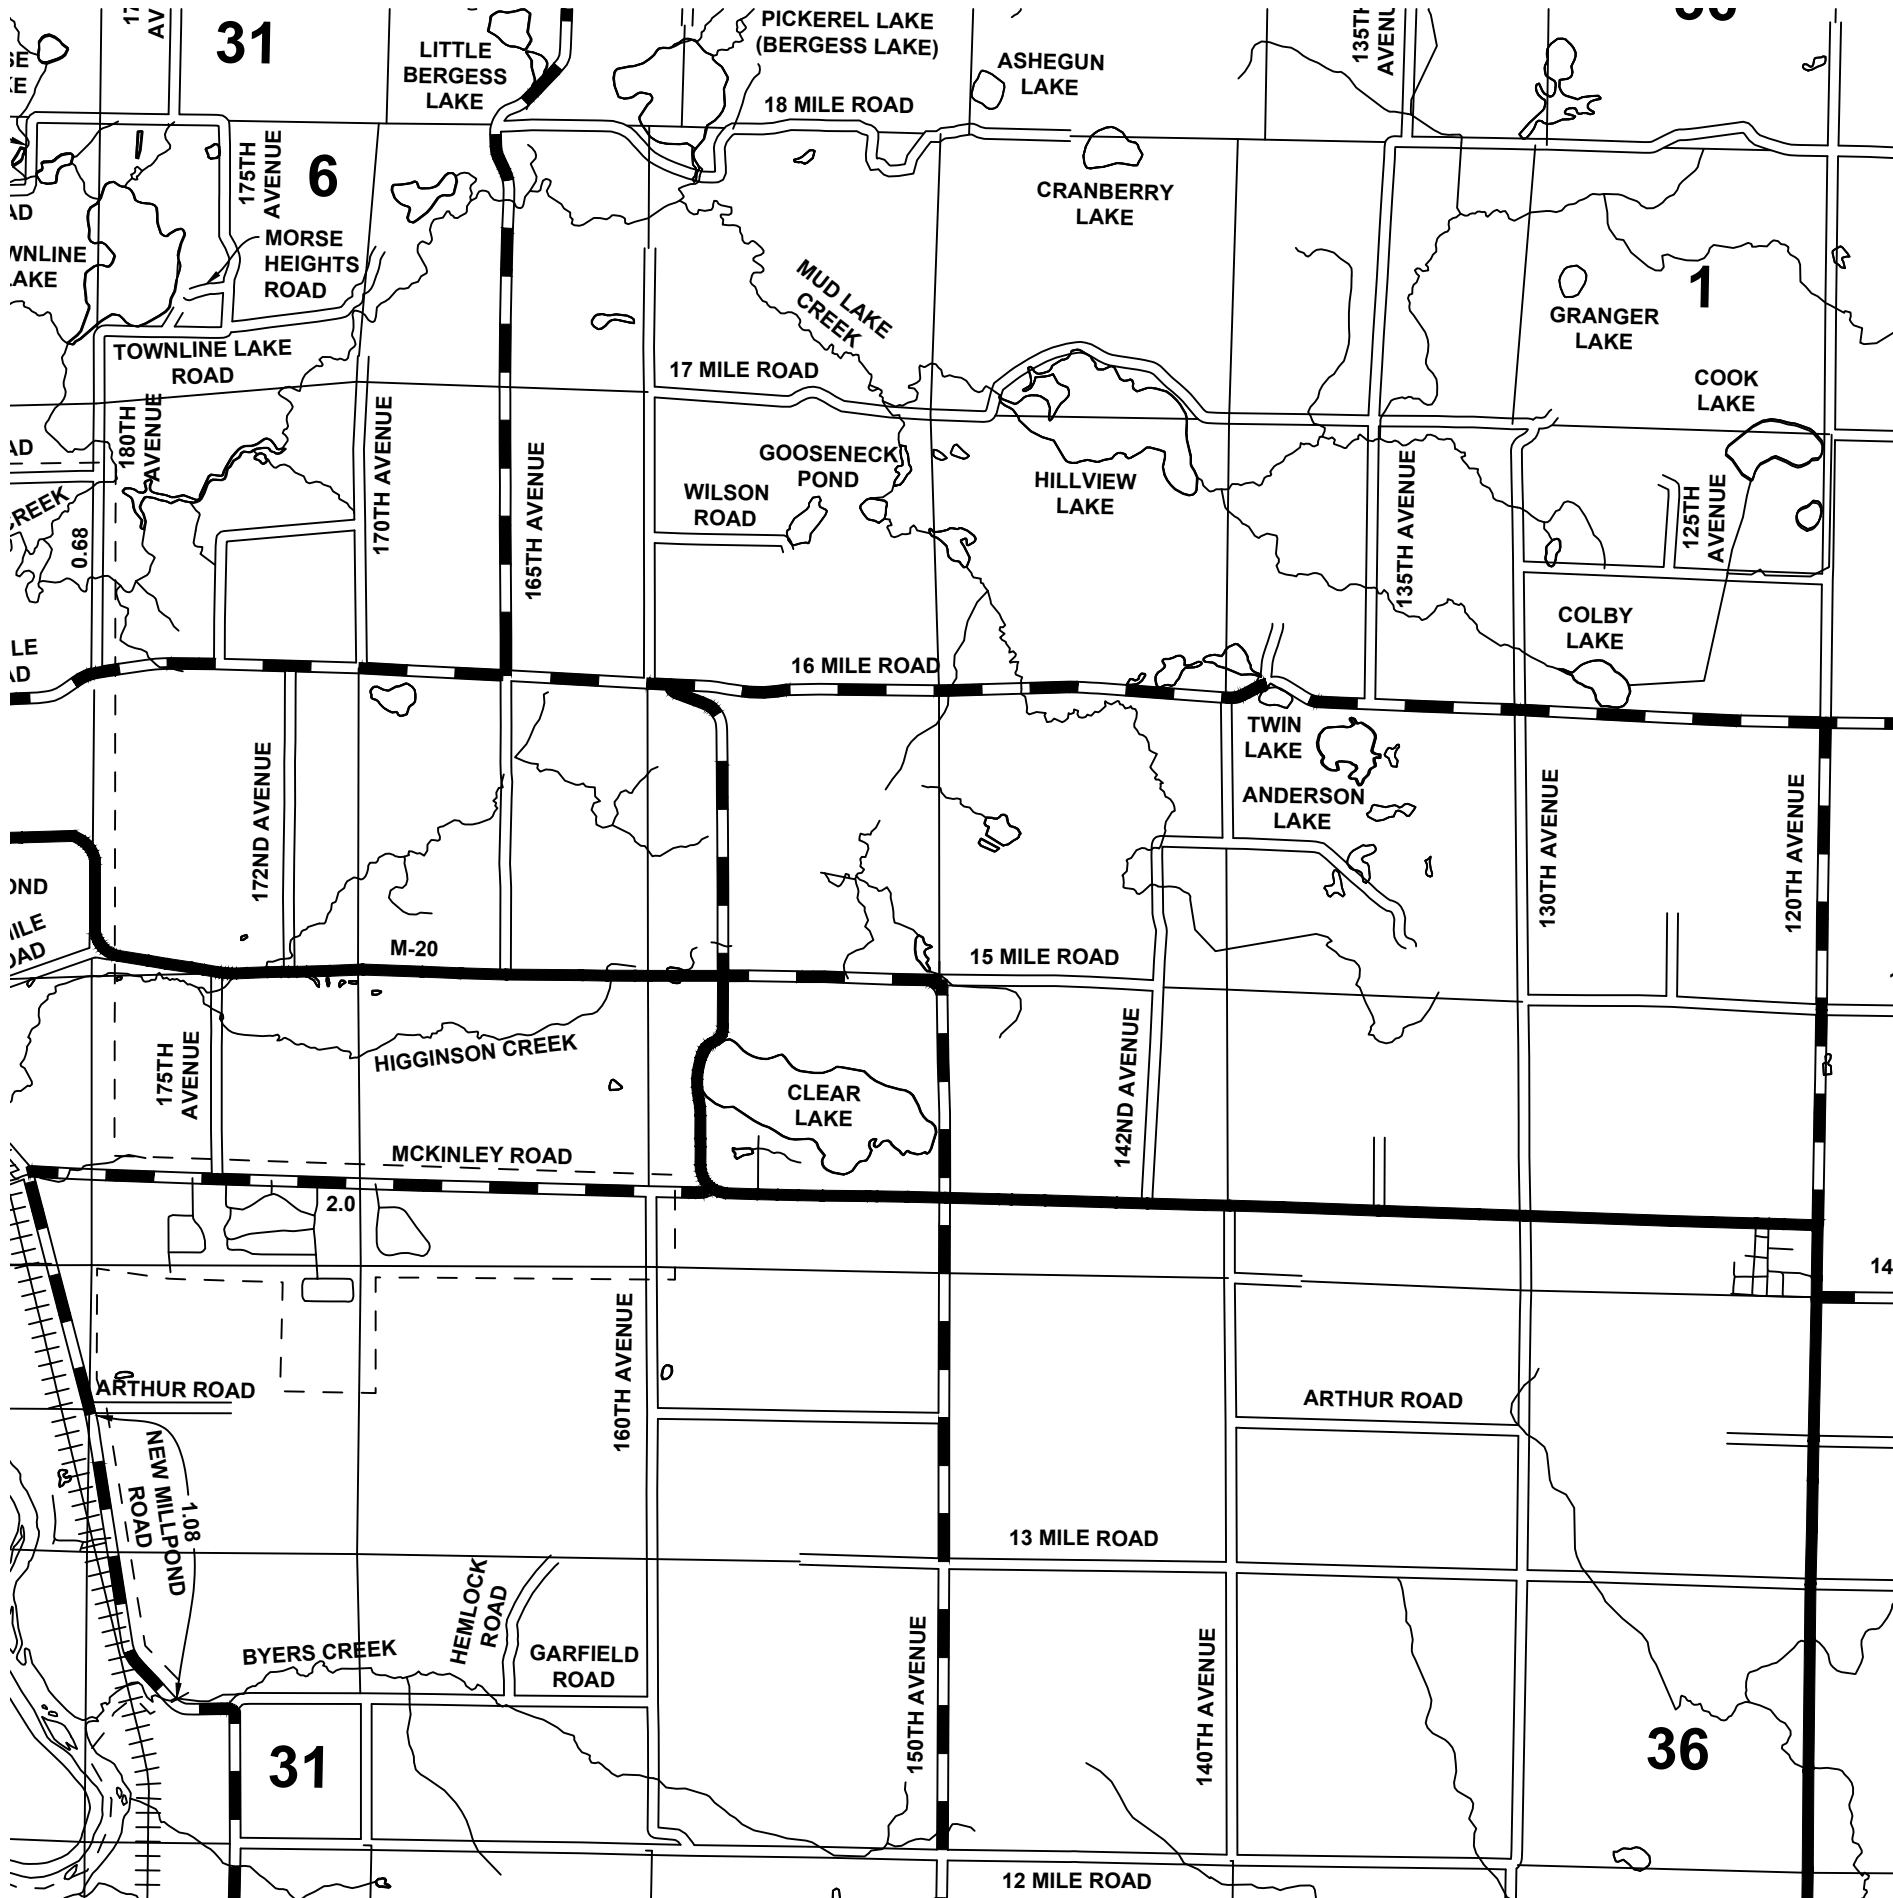 31
LITTLE
BERGESS
LAKE
PICKEREL LAKE
(BERGESS LAKE)
ASHEGUN
LAKE
135TH
18 MILE ROAD
175TH
AVENUE
6
CRANBERRY
LAKE
MORSE
HEIGHTS
ROAD
MUD LAKE
CREEK
1
GRANGER
LAKE
TOWNLINE LAKE
ROAD
17 MILE ROAD
COOK
LAKE
180TH
AVENUE
170TH AVENUE
165TH AVENUE
GOOSENECK
POND
WILSON
ROAD
HILLVIEW
LAKE
135TH AVENUE
125TH
AVENUE
CREEK
0.68
COLBY
LAKE
16 MILE ROAD
TWIN
LAKE
ANDERSON
LAKE
172ND AVENUE
130TH AVENUE
120TH AVENUE
M-20
15 MILE ROAD
HIGGINSON CREEK
175TH
AVENUE
CLEAR
LAKE
142ND AVENUE
MCKINLEY ROAD
2.0
14
160TH AVENUE
ARTHUR ROAD
ARTHUR ROAD
NEW MILLPOND
ROAD
1.08
13 MILE ROAD
HEMLOCK
ROAD
BYERS CREEK
GARFIELD
ROAD
150TH AVENUE
140TH AVENUE
31
36
12 MILE ROAD